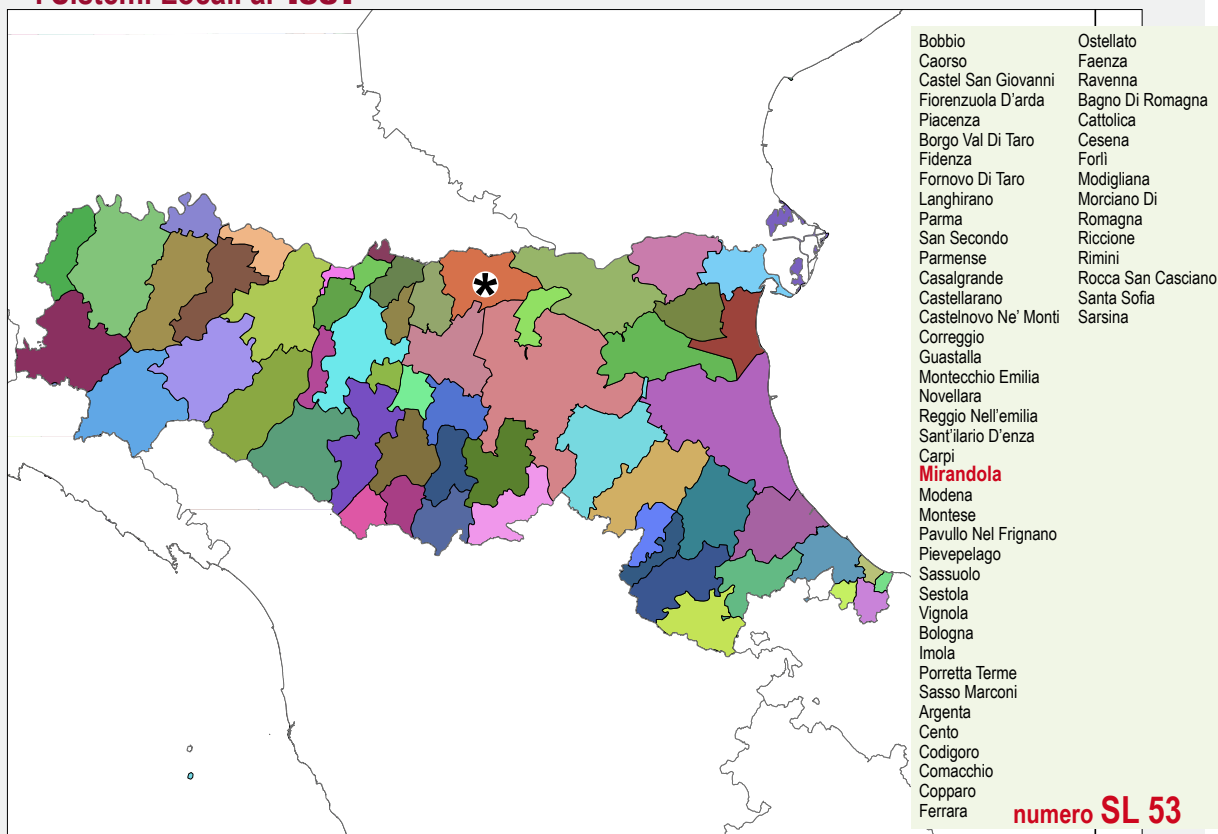 i Sistemi Locali al
Bobbio
Caorso
Castel San Giovanni
Fiorenzuola D'arda
Piacenza
Borgo Val Di Taro
Fidenza
Fornovo Di Taro
Langhirano
Parma
San Secondo
Parmense
Casalgrande
Castellarano
Castelnovo Ne' Monti
Correggio
Guastalla
Montecchio Emilia
Novellara
Reggio Nell'emilia
Sant'ilario D'enza
Carpi
Mirandola
Modena
Montese
Pavullo Nel Frignano
Pievepelago
Sassuolo
Sestola
Vignola
Bologna
Imola
Porretta Terme
Sasso Marconi
Argenta
Cento
Codigoro
Comacchio
Copparo
Ferrara
Ostellato
Faenza
Ravenna
Bagno Di Romagna
Cattolica
Cesena
Forlì
Modigliana
Morciano Di
Romagna
Riccione
Rimini
Rocca San Casciano
Santa Sofia
Sarsina
numero SL 53